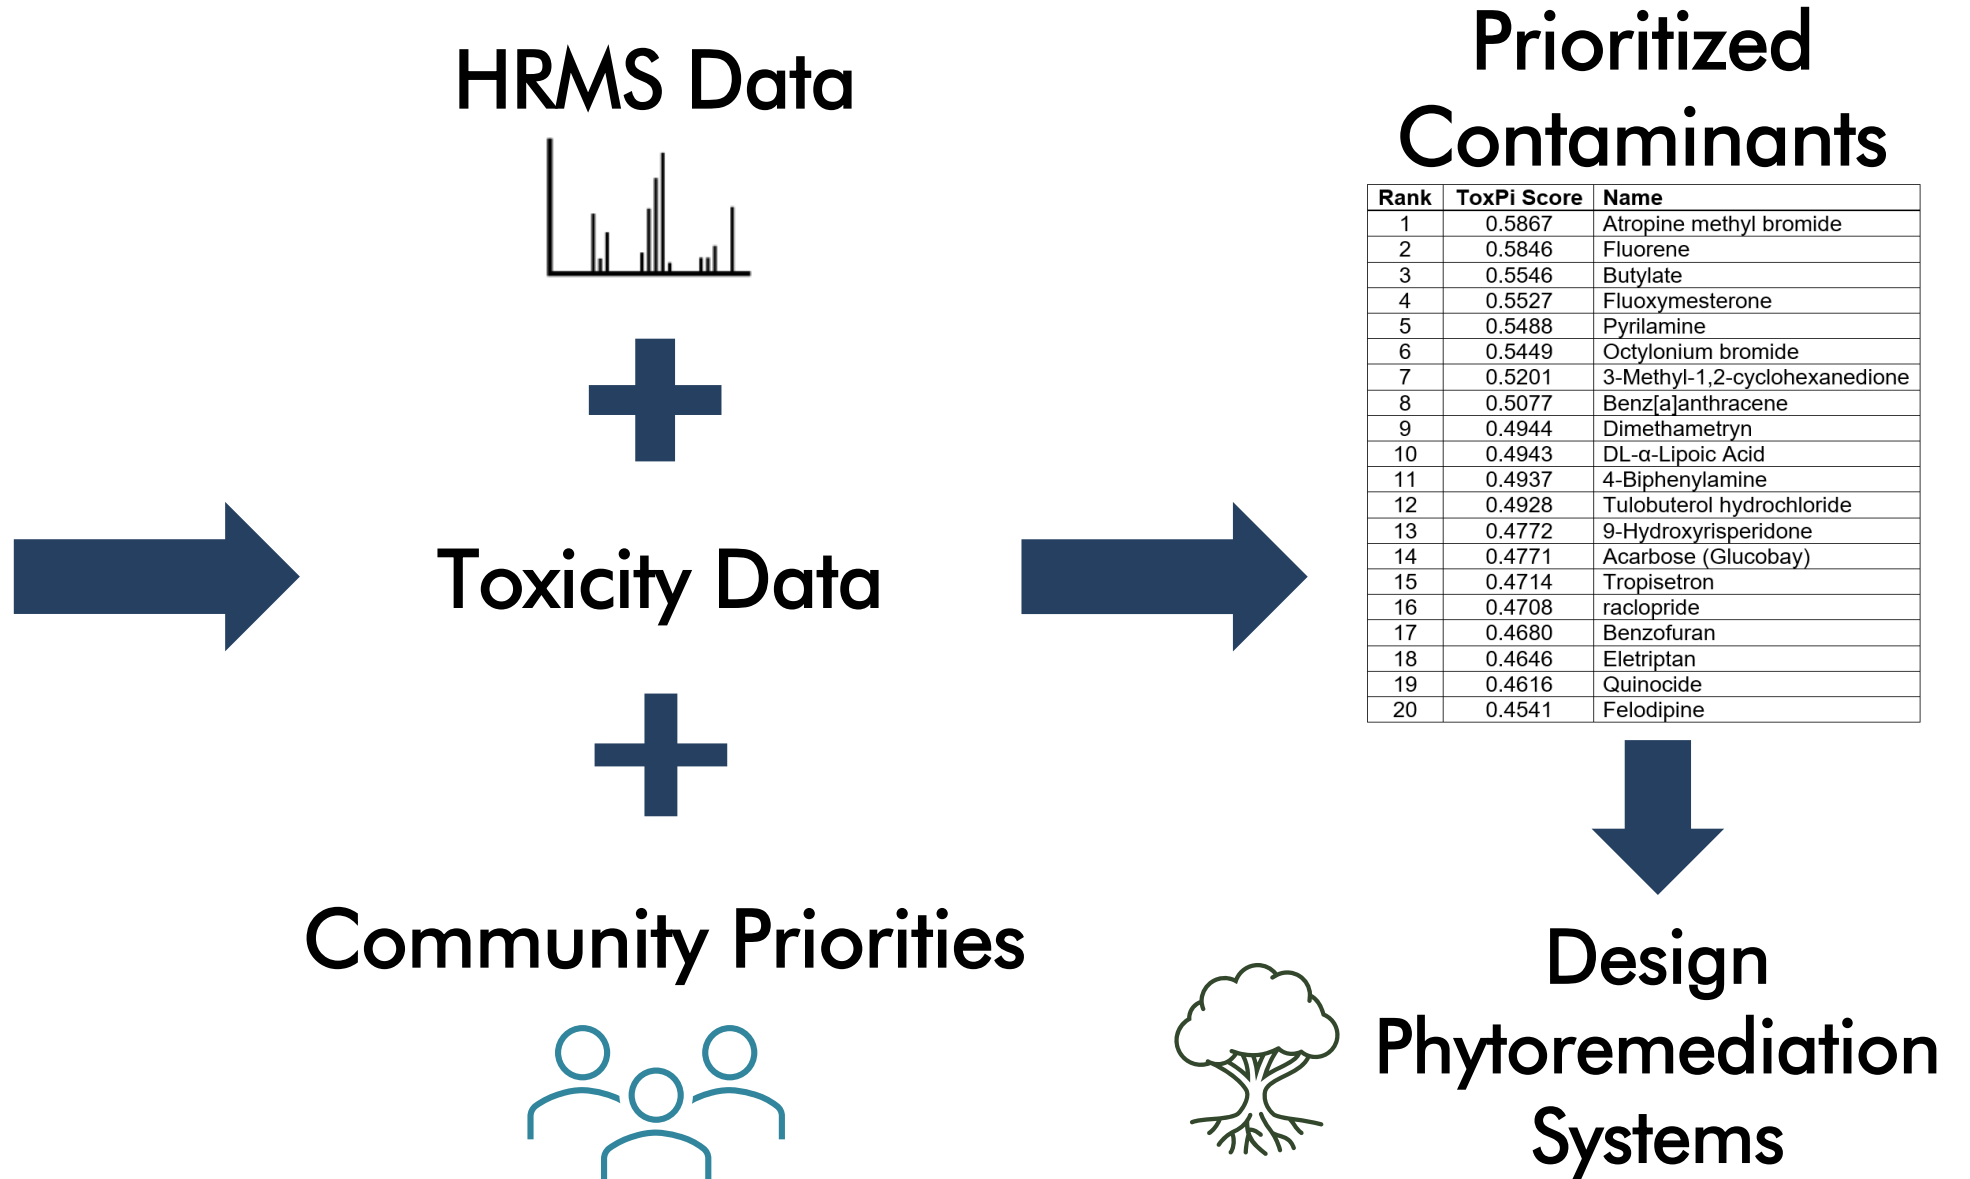 HRMS Data
Toxicity Data
Community Priorities
Prioritized
Contaminants
Rank ToxPi Score Name
1 0.5867 Atropine methyl bromide
2 0.5846 Fluorene
3 0.5546 Butylate
4 0.5527 Fluoxymesterone
5 0.5488 Pyrilamine
6 0.5449 Octylonium bromide
7 0.5201 3-Methyl-1,2-cyclohexanedione
8 0.5077 Benz[a]anthracene
9 0.4944 Dimethametryn
10 0.4943 DL-α-Lipoic Acid
11 0.4937 4-Biphenylamine
12 0.4928 Tulobuterol hydrochloride
13 0.4772 9-Hydroxyrisperidone
14 0.4771 Acarbose (Glucobay)
15 0.4714 Tropisetron
16 0.4708 raclopride
17 0.4680 Benzofuran
18 0.4646 Eletriptan
19 0.4616 Quinocide
20 0.4541 Felodipine
Design
Phytoremediation
Systems